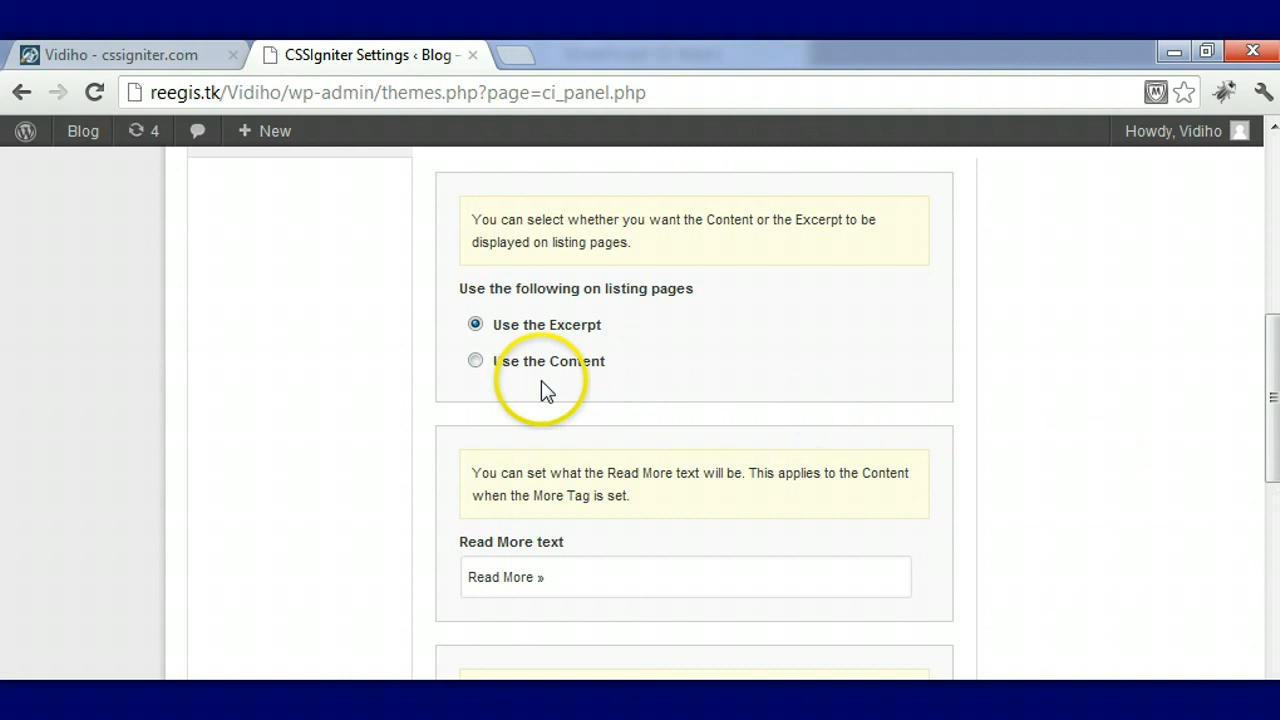 Vidiho - cssigniter.com
CSSIgniter Settings ‹ Blog -
reegis.tk/Vidiho/wp-admin/themes.php?page=ci_panel.php
Blog 4 + New Howdy, Vidiho
You can select whether you want the Content or the Excerpt to be
displayed on listing pages.
Use the following on listing pages
Use the Excerpt
Use the Content
You can set what the Read More text will be. This applies to the Content
when the More Tag is set.
Read More text
Read More »